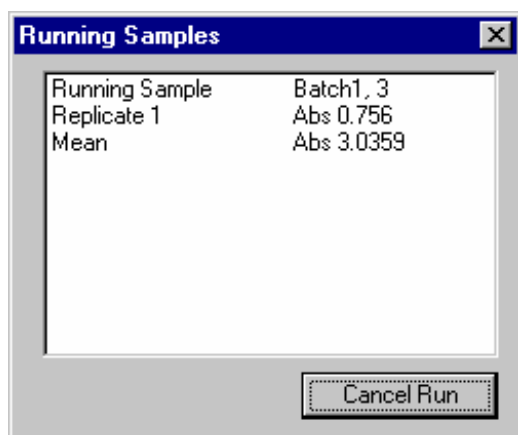 Running Samples
Running Sample Batch1, 3
Replicate 1 Abs 0.756
Mean Abs 3.0359
Cancel Run